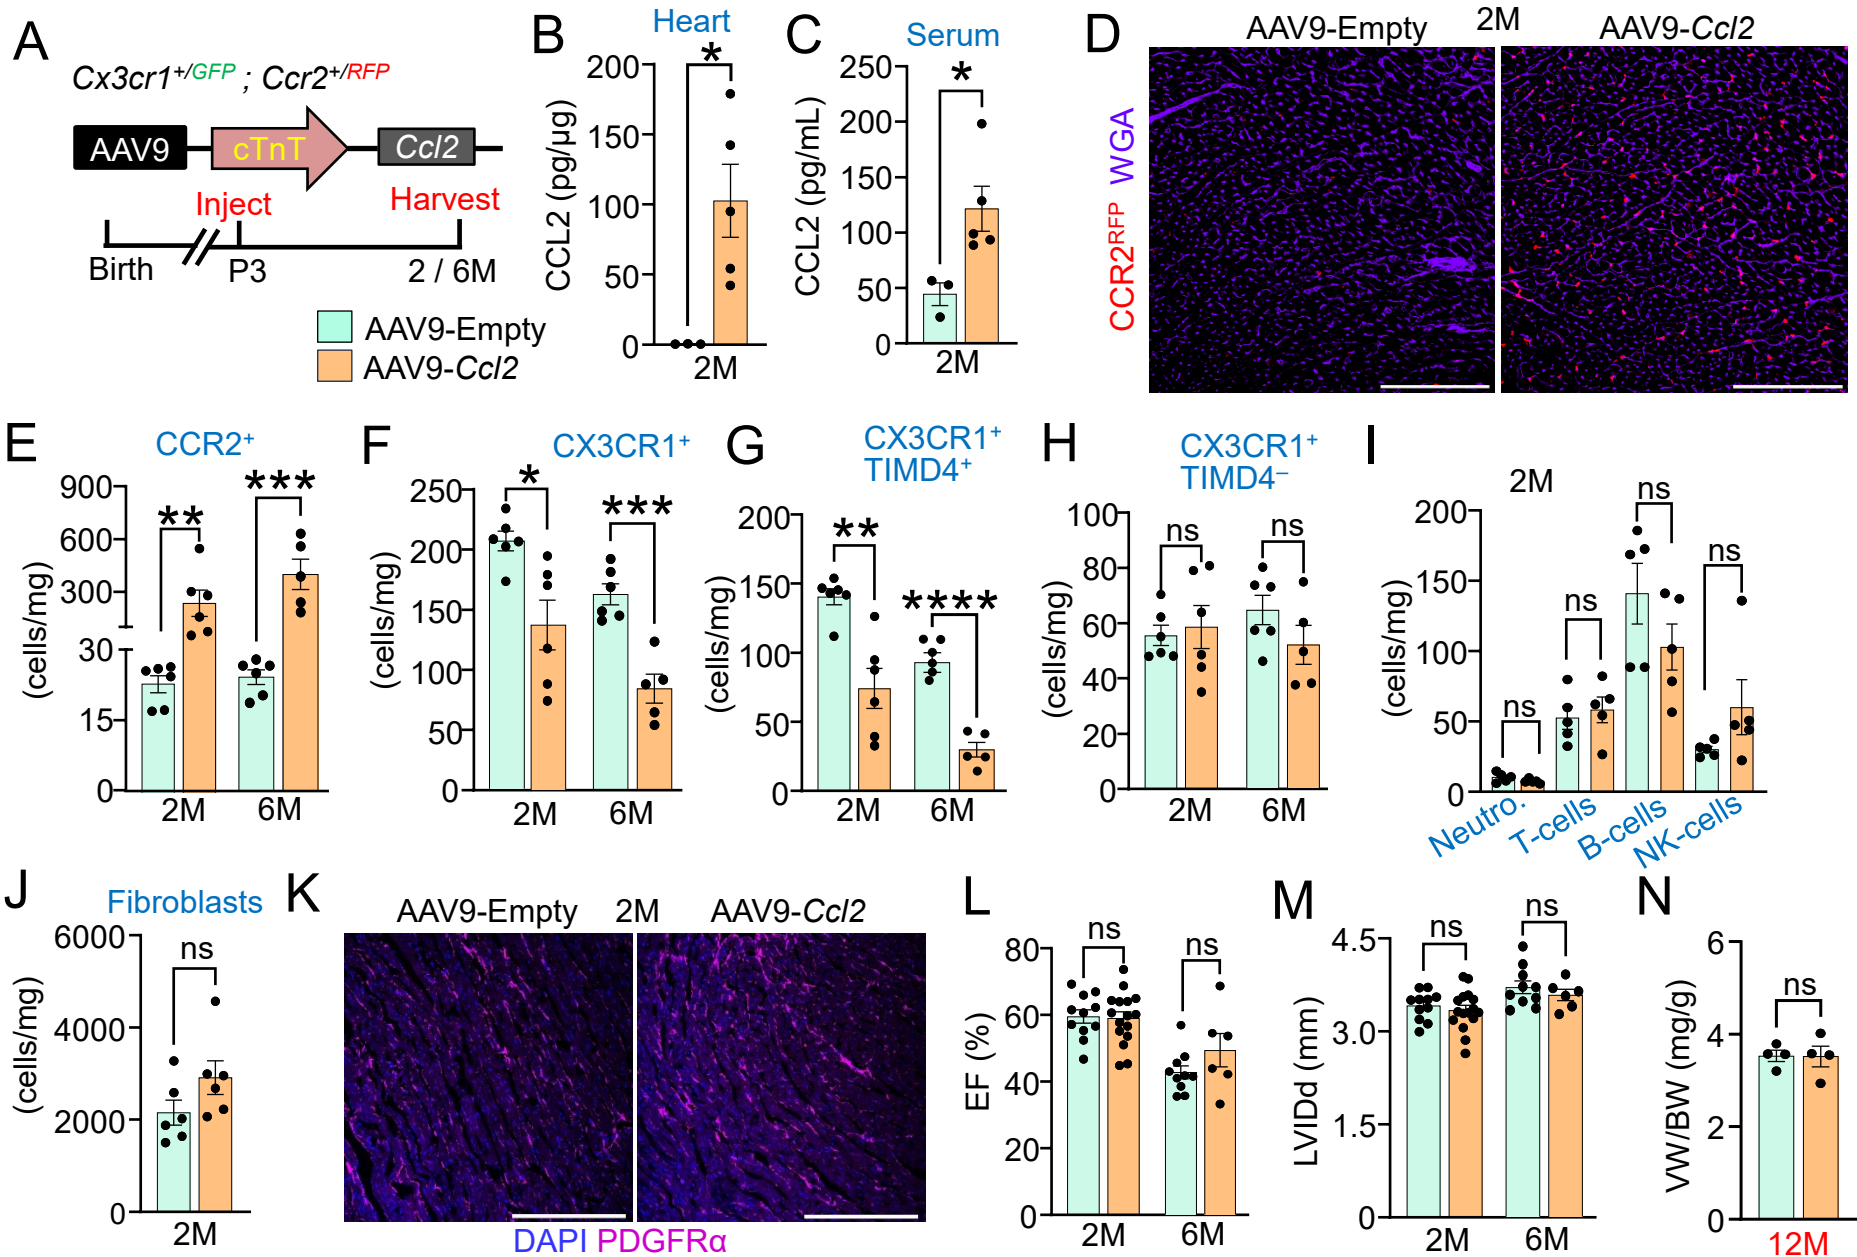 A
Cx3cr1+/GFP ; Ccr2+/RFP
AAV9 cTnT Ccl2
Inject Harvest
Birth P3 2 / 6M
AAV9-Empty
AAV9-Ccl2
B
Heart
*
CCL2 (pg/µg)
200
150
100
50
0
2M
C
Serum
*
CCL2 (pg/mL)
250
200
150
100
50
0
2M
D
AAV9-Empty 2M AAV9-Ccl2
CCR2RFP WGA
E
CCR2+
** ***
(cells/mg)
900
600
300
30
15
0
2M 6M
F
CX3CR1+
* ***
(cells/mg)
250
200
150
100
50
0
2M 6M
G
CX3CR1+
TIMD4+
** ****
(cells/mg)
200
150
100
50
0
2M 6M
H
CX3CR1+
TIMD4–
ns ns
(cells/mg)
100
80
60
40
20
0
2M 6M
I
2M
ns ns ns ns
(cells/mg)
200
150
100
50
0
Neutro. T-cells B-cells NK-cells
J
Fibroblasts
ns
(cells/mg)
6000
4000
2000
0
2M
K
AAV9-Empty 2M AAV9-Ccl2
DAPI PDGFRα
L
ns ns
EF (%)
80
60
40
20
0
2M 6M
M
ns ns
LVIDd (mm)
4.5
3.0
1.5
0
2M 6M
N
ns
VW/BW (mg/g)
6
4
2
0
12M